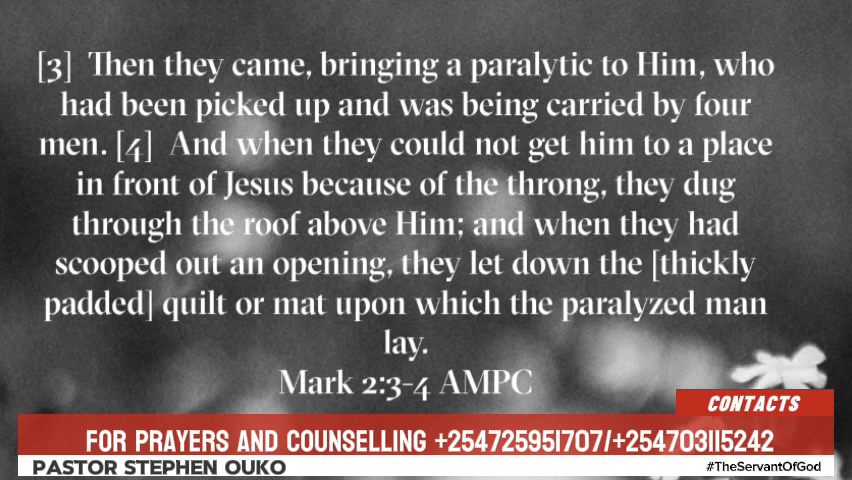 [3] Then they came, bringing a paralytic to Him, who
had been picked up and was being carried by four
men. [4] And when they could not get him to a place
in front of Jesus because of the throng, they dug
through the roof above Him; and when they had
scooped out an opening, they let down the [thickly
padded] quilt or mat upon which the paralyzed man
lay.
Mark 2:3-4 AMPC
CONTACTS
FOR PRAYERS AND COUNSELLING +254725951707/+254703115242
PASTOR STEPHEN OUKO
#TheServantOfGod